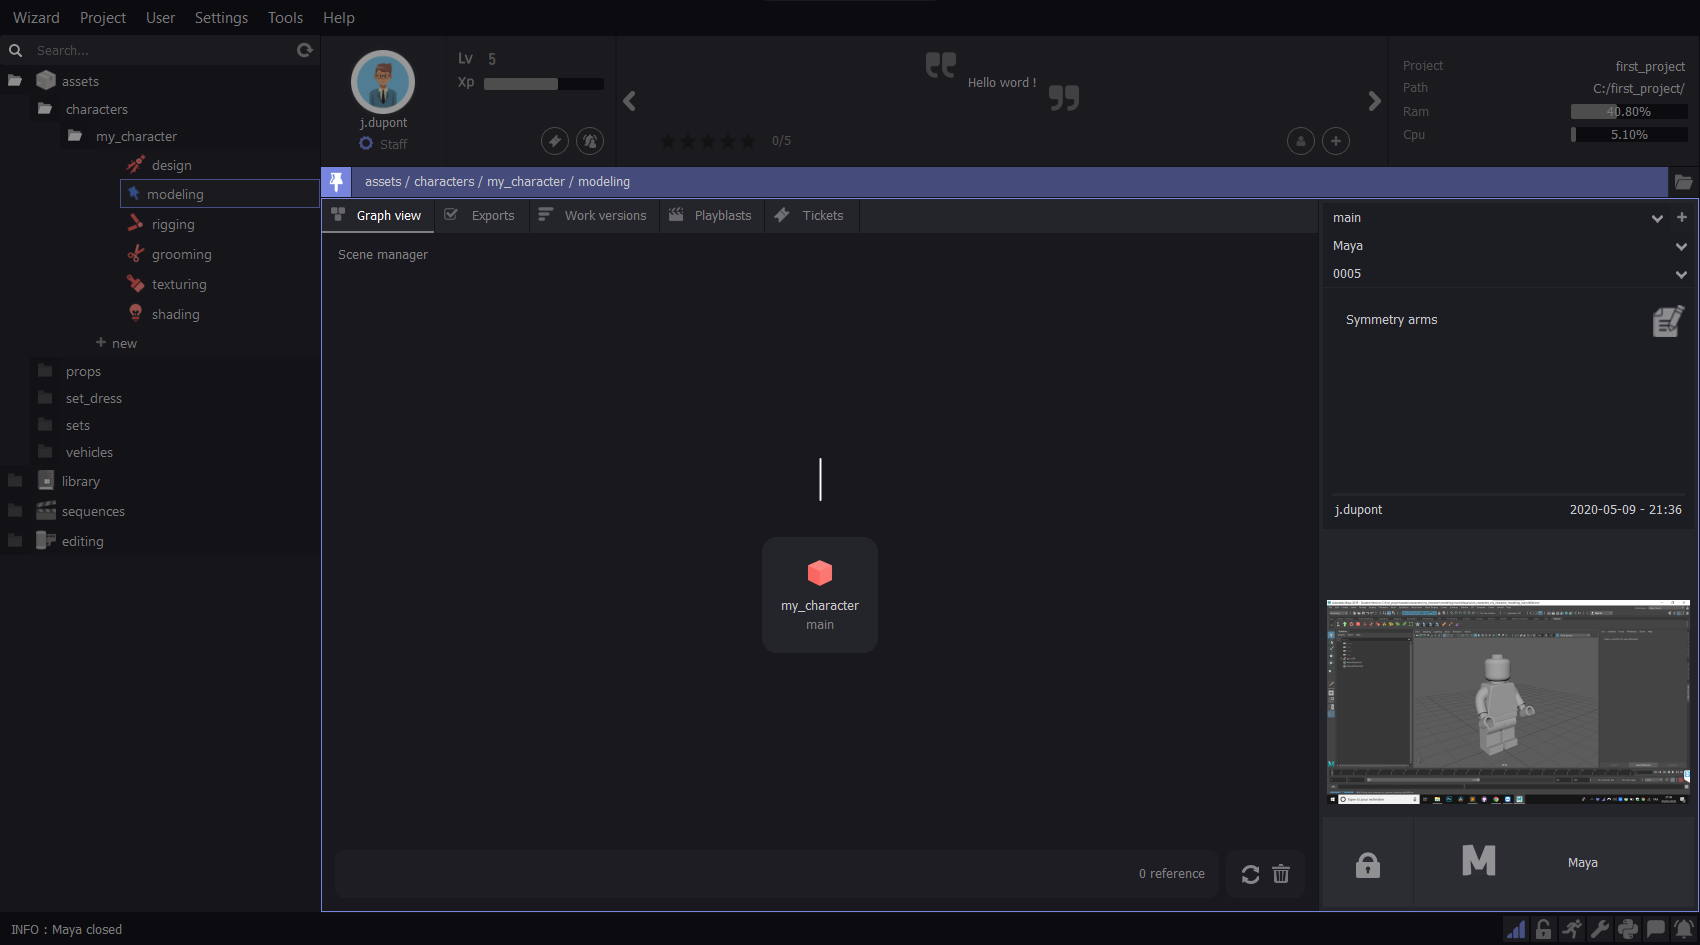 Wizard Project User Settings Tools Help
Search...
assets
characters
my_character
design
modeling
rigging
grooming
texturing
shading
+ new
props
set_dress
sets
vehicles
library
sequences
editing
j.dupont
Staff
Lv 5
Xp
Hello word !
0/5
Project first_project
Path C:/first_project/
Ram 40.80%
Cpu 5.10%
assets / characters / my_character / modeling
Graph view Exports Work versions Playblasts Tickets
Scene manager
my_character
main
0 reference
main
Maya
0005
Symmetry arms
j.dupont 2020-05-09 - 21:36
M Maya
INFO : Maya closed